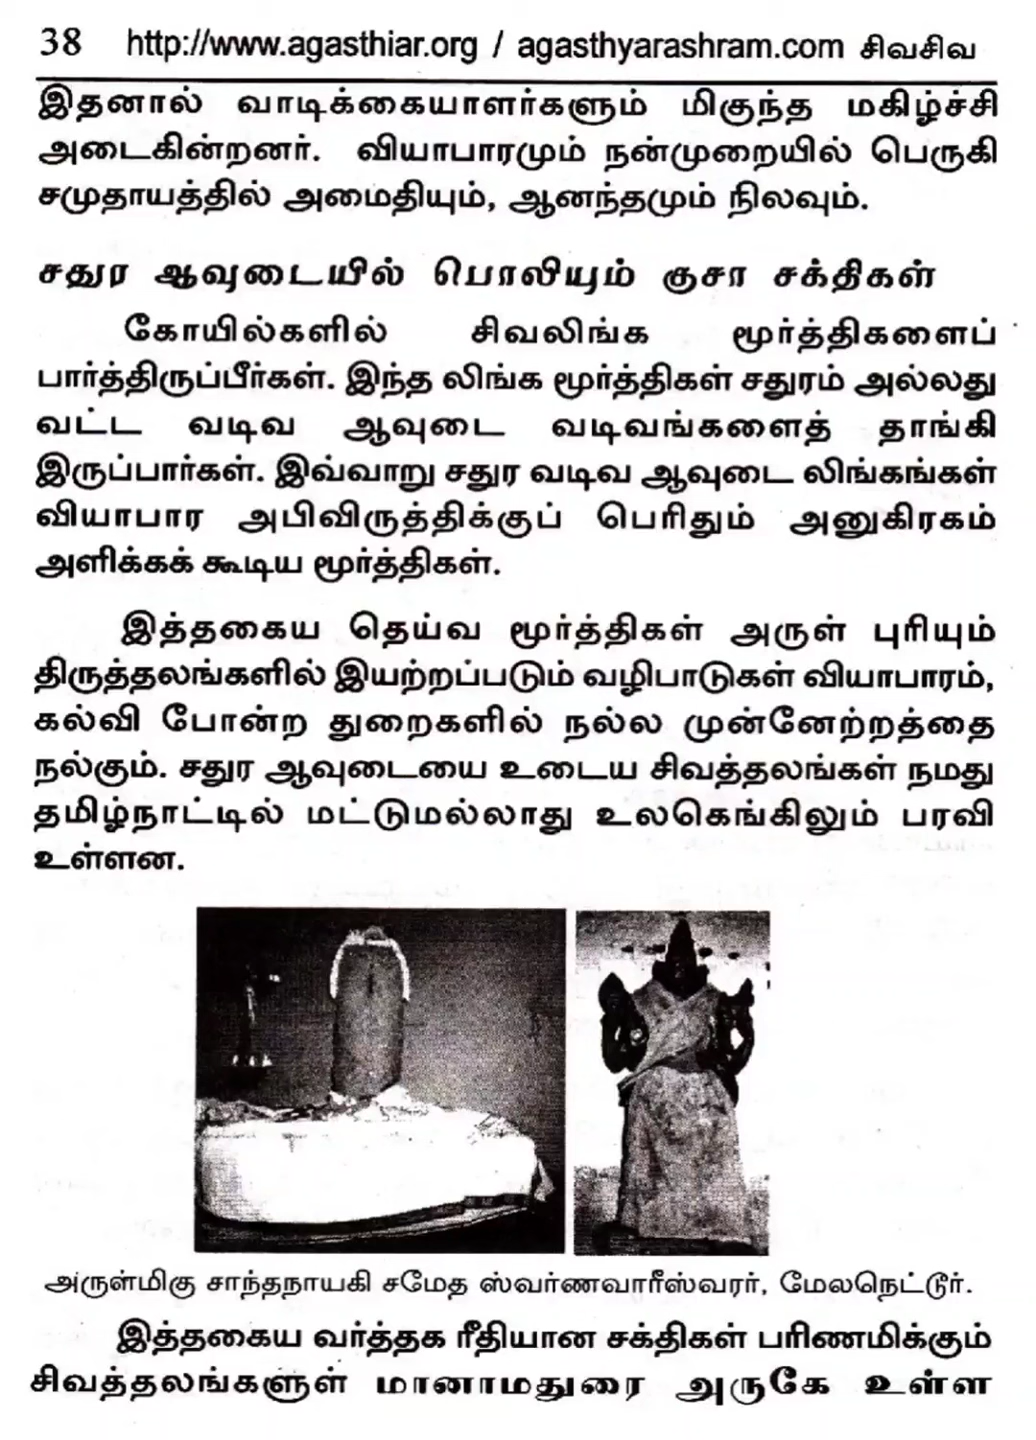 38 http://www.agasthiar.org / agasthyarashram.com சிவசிவ
இதனால் வாடிக்கையாளர்களும் மிகுந்த மகிழ்ச்சி
அடைகின்றனர். வியாபாரமும் நன்முறையில் பெருகி
சமுதாயத்தில் அமைதியும், ஆனந்தமும் நிலவும்.
சதுர ஆவுடையில் பொலியும் குசா சக்திகள்
கோயில்களில் சிவலிங்க மூர்த்திகளைப்
பார்த்திருப்பீர்கள். இந்த லிங்க மூர்த்திகள் சதுரம் அல்லது
வட்ட வடிவ ஆவுடை வடிவங்களைத் தாங்கி
இருப்பார்கள். இவ்வாறு சதுர வடிவ ஆவுடை லிங்கங்கள்
வியாபார அபிவிருத்திக்குப் பெரிதும் அனுகிரகம்
அளிக்கக் கூடிய மூர்த்திகள்.
இத்தகைய தெய்வ மூர்த்திகள் அருள் புரியும்
திருத்தலங்களில் இயற்றப்படும் வழிபாடுகள் வியாபாரம்,
கல்வி போன்ற துறைகளில் நல்ல முன்னேற்றத்தை
நல்கும். சதுர ஆவுடையை உடைய சிவத்தலங்கள் நமது
தமிழ்நாட்டில் மட்டுமல்லாது உலகெங்கிலும் பரவி
உள்ளன.
அருள்மிகு சாந்தநாயகி சமேத ஸ்வர்ணவாரீஸ்வரர், மேலநெட்டூர்.
இத்தகைய வர்த்தக ரீதியான சக்திகள் பரிணமிக்கும்
சிவத்தலங்களுள் மானாமதுரை அருகே உள்ள